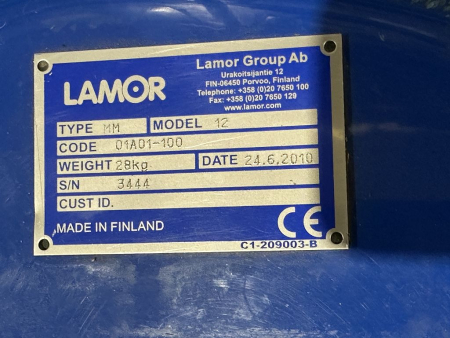 LAMOR
Lamor Group Ab
Urakoitsijantie 12
FIN-06450 Porvoo, Finland
Telephone: +358 (0)20 7650 100
Fax: +358 (0)20 7650 129
www.lamor.com
TYPE MM MODEL 12
CODE 01A01-100
WEIGHT 28kg DATE 24.6.2010
S/N 3444
CUST ID.
MADE IN FINLAND CE
C1-209003-B